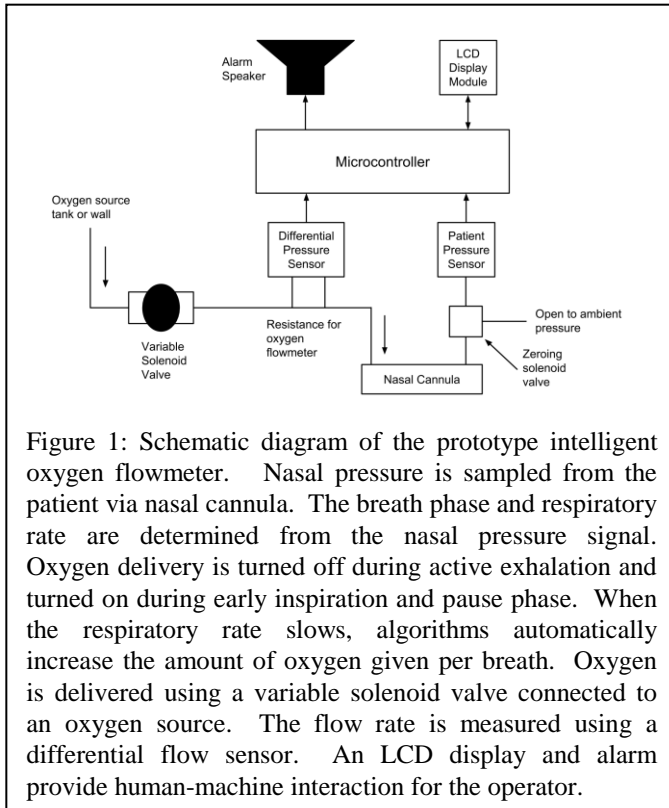 Alarm
Speaker
LCD
Display
Module
Microcontroller
Oxygen source
tank or wall
Differential
Pressure
Sensor
Patient
Pressure
Sensor
Variable
Solenoid
Valve
Resistance for
oxygen
flowmeter
Open to ambient
pressure
Zeroing
solenoid
valve
Nasal Cannula
Figure 1: Schematic diagram of the prototype intelligent
oxygen flowmeter. Nasal pressure is sampled from the
patient via nasal cannula. The breath phase and respiratory
rate are determined from the nasal pressure signal.
Oxygen delivery is turned off during active exhalation and
turned on during early inspiration and pause phase. When
the respiratory rate slows, algorithms automatically
increase the amount of oxygen given per breath. Oxygen
is delivered using a variable solenoid valve connected to
an oxygen source. The flow rate is measured using a
differential flow sensor. An LCD display and alarm
provide human-machine interaction for the operator.